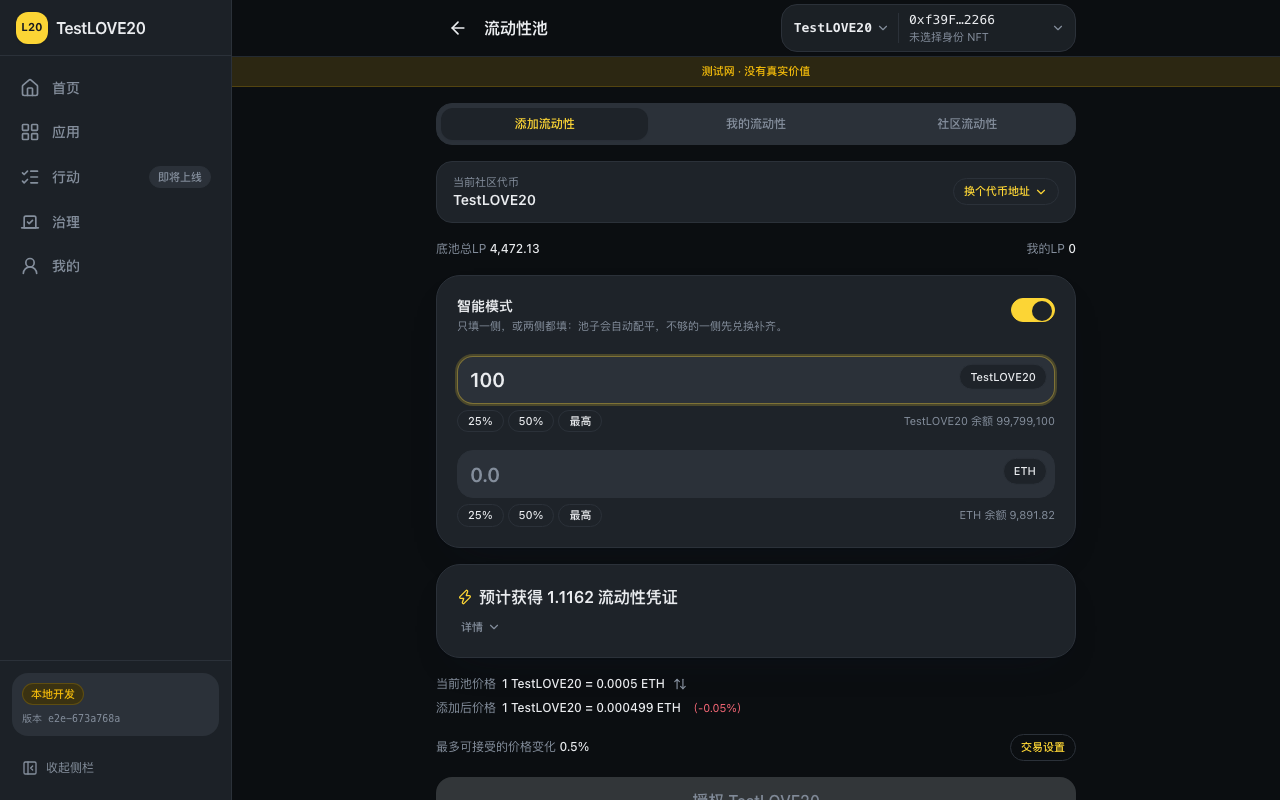 L20 TestLOVE20
首页
应用
行动 即将上线
治理
我的
本地开发
版本 e2e-673a768a
收起侧栏
流动性池
TestLOVE20
0xf39F…2266
未选择身份 NFT
测试网 · 没有真实价值
添加流动性 我的流动性 社区流动性
当前社区代币
TestLOVE20
换个代币地址
底池总LP 4,472.13 我的LP 0
智能模式
只填一侧，或两侧都填：池子会自动配平，不够的一侧先兑换补齐。
100 TestLOVE20
25% 50% 最高 TestLOVE20 余额 99,799,100
0.0 ETH
25% 50% 最高 ETH 余额 9,891.82
预计获得 1.1162 流动性凭证
详情
当前池价格 1 TestLOVE20 = 0.0005 ETH
添加后价格 1 TestLOVE20 = 0.000499 ETH (-0.05%)
最多可接受的价格变化 0.5% 交易设置
授权 TestLOVE20